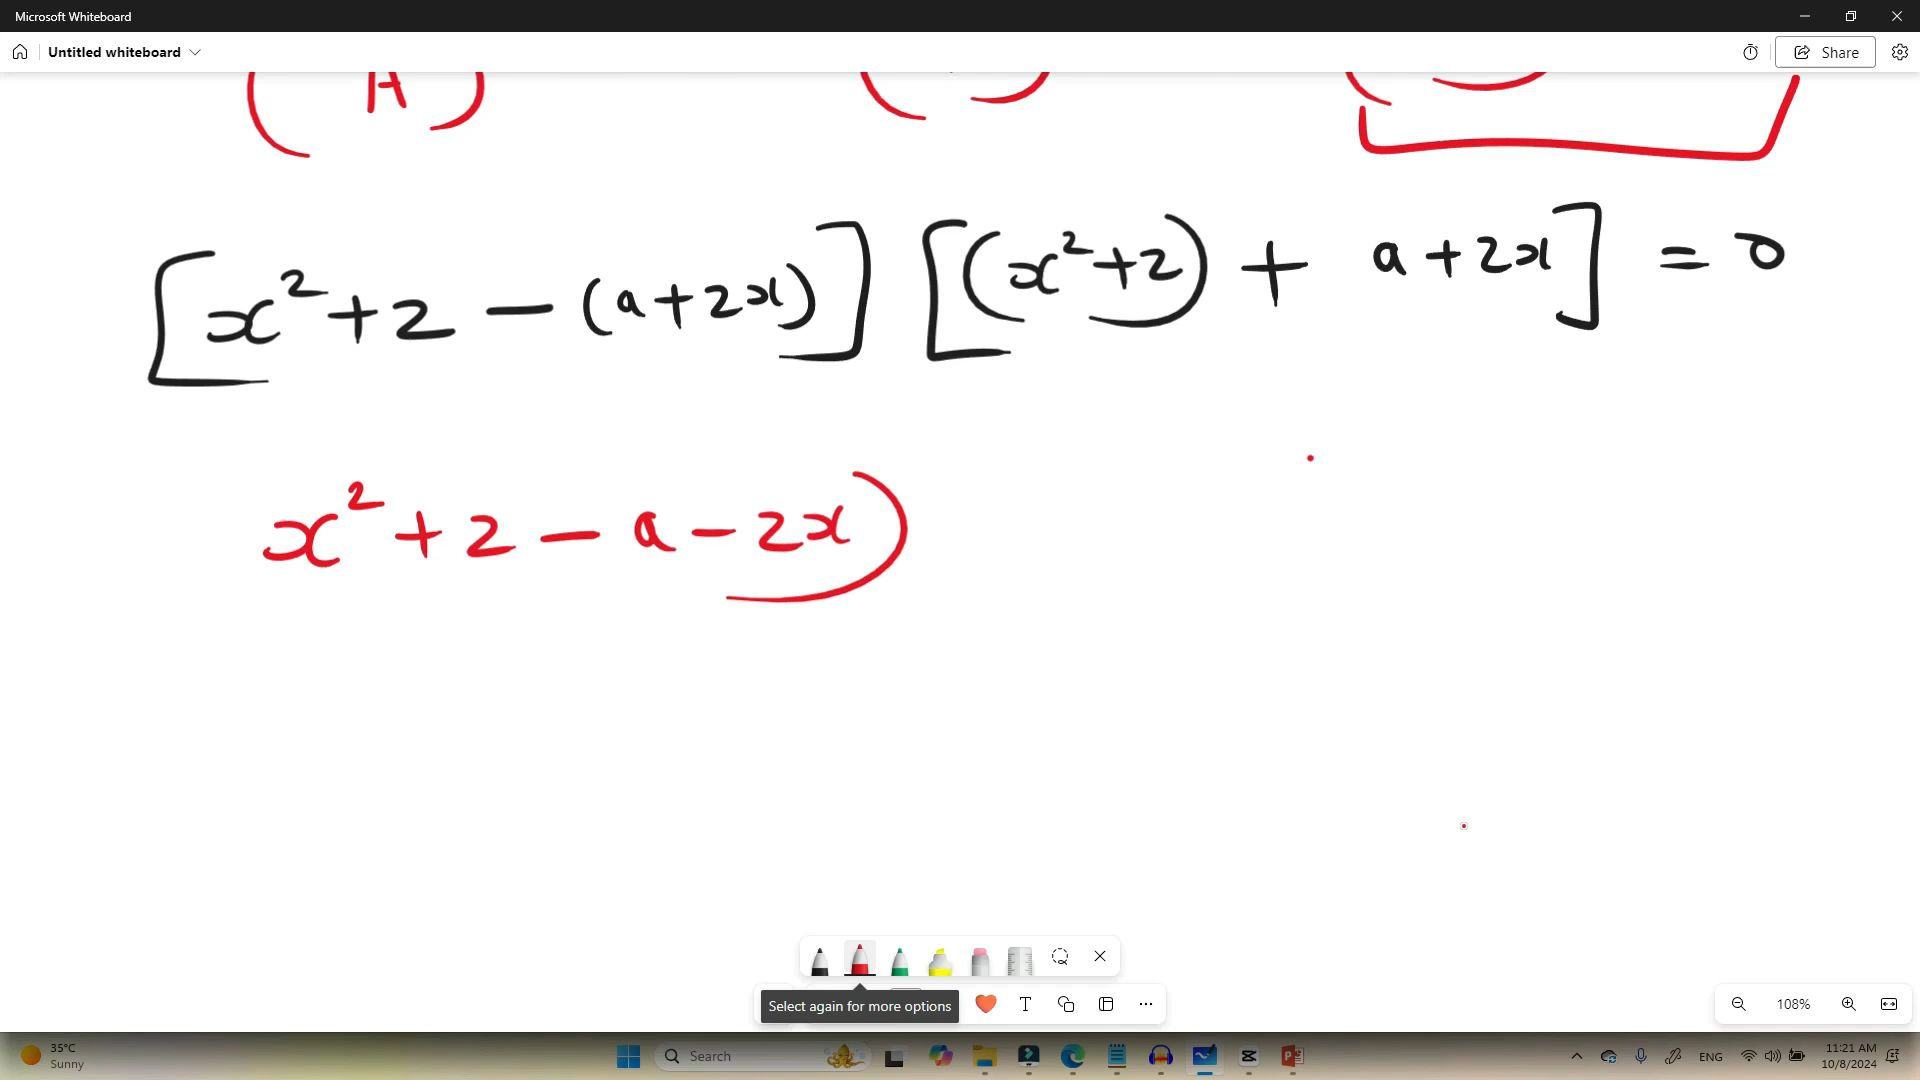 Microsoft Whiteboard
Untitled whiteboard
Share
( A )
[x² + 2 - (a + 2x)] [(x² + 2) + a + 2x] = 0
x² + 2 - a - 2x)
Select again for more options
T
108%
35°C
Sunny
Search
ENG
11:21 AM
10/8/2024